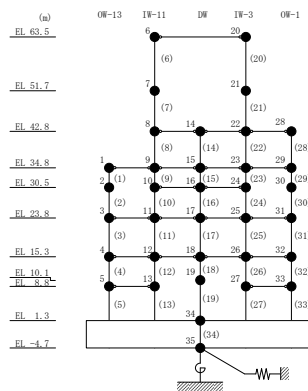 (m) OW-13 IW-11 DW IW-3 OW-1
EL 63.5 6 20
(6) (20)
EL 51.7 7 21
(7) (21)
EL 42.8 8 14 22 28
(8) (14) (22) (28)
EL 34.8 1 9 15 23 29
(1) (9) (15) (23) (29)
EL 30.5 2 10 16 24 30
(2) (10) (16) (24) (30)
EL 23.8 3 11 17 25 31
(3) (11) (17) (25) (31)
EL 15.3 4 12 18 26 32
(4) (12) (18) (26) (32)
EL 10.1 19
EL 8.8 5 13 27 33
(5) (13) (19) (27) (33)
EL 1.3 34
(34)
EL -4.7 35